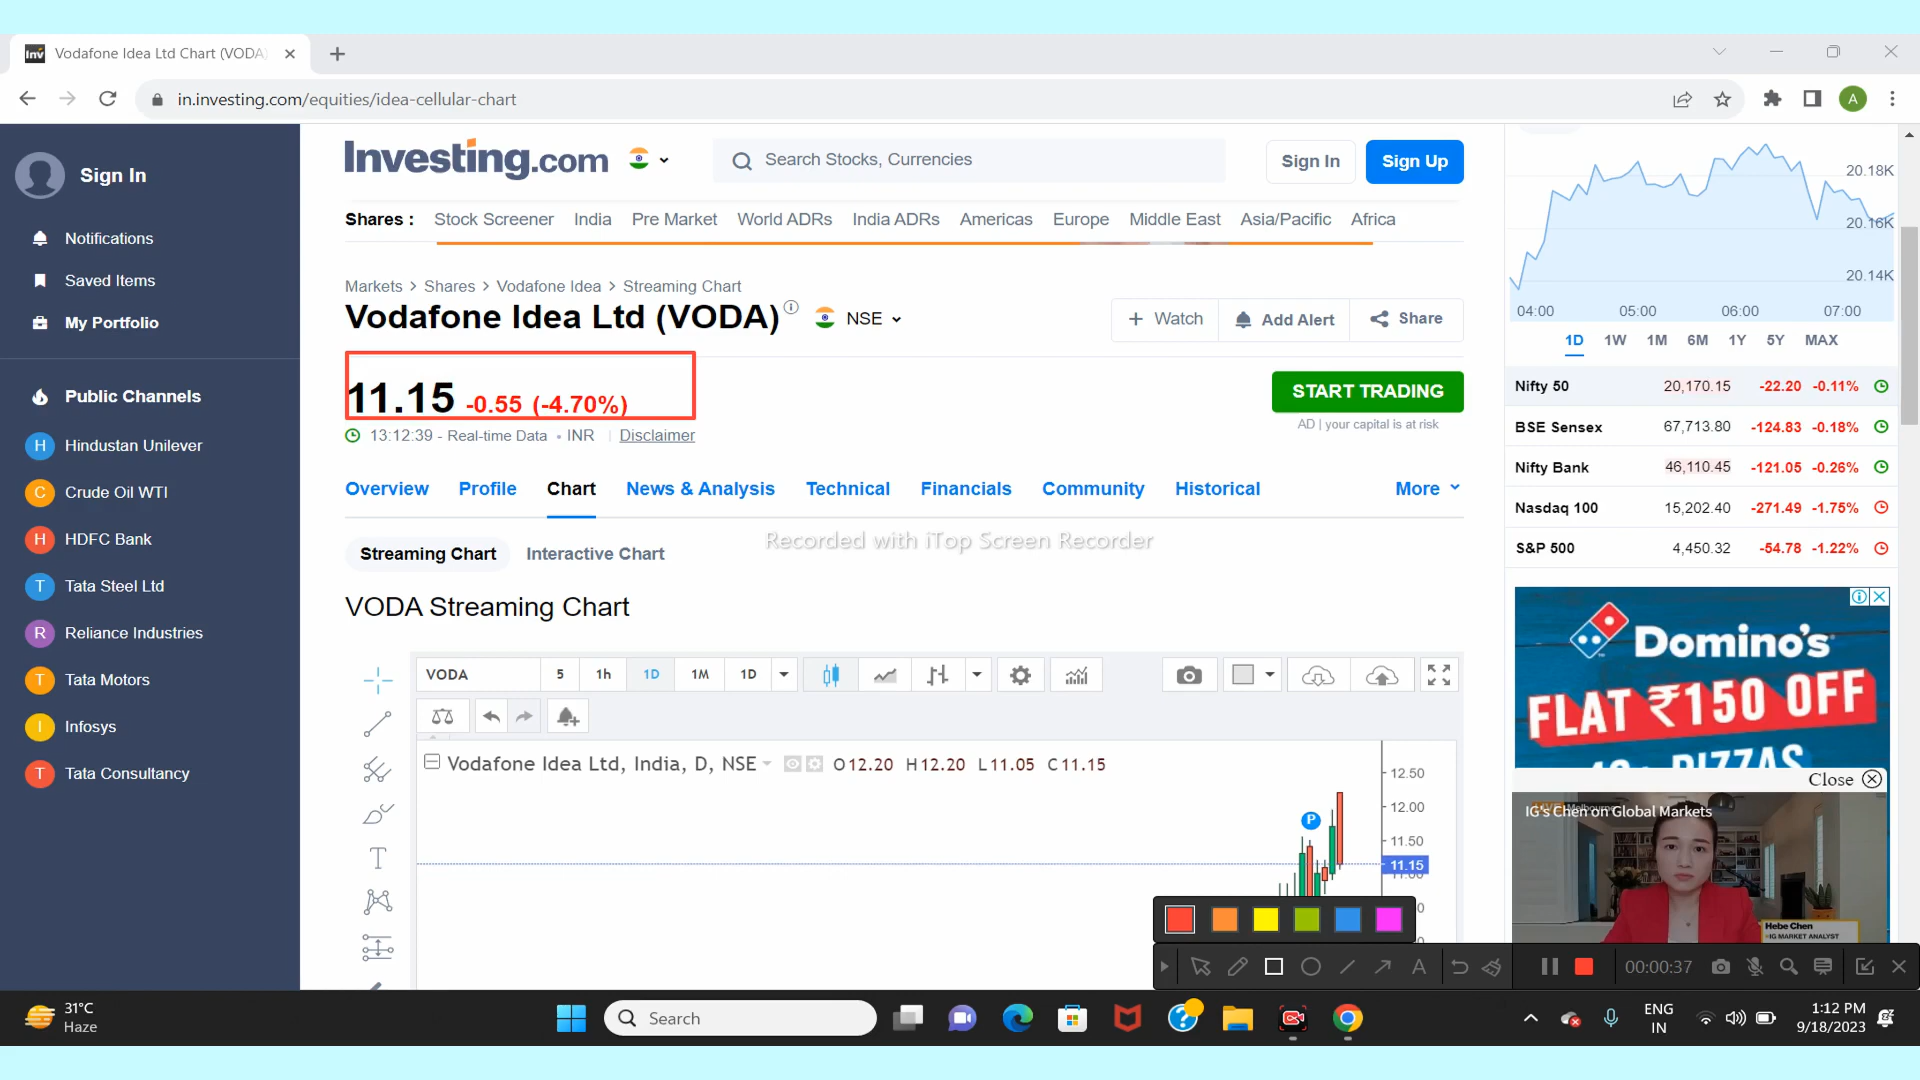 Vodafone Idea Ltd Chart (VODA)
in.investing.com/equities/idea-cellular-chart
A
Sign In
Notifications
Saved Items
My Portfolio
Public Channels
H Hindustan Unilever
C Crude Oil WTI
H HDFC Bank
T Tata Steel Ltd
R Reliance Industries
T Tata Motors
I Infosys
T Tata Consultancy
Investing.com
Search Stocks, Currencies
Sign In
Sign Up
Shares : Stock Screener India Pre Market World ADRs India ADRs Americas Europe Middle East Asia/Pacific Africa
Markets > Shares > Vodafone Idea > Streaming Chart
Vodafone Idea Ltd (VODA)
NSE
+ Watch
Add Alert
Share
11.15 -0.55 (-4.70%)
13:12:39 - Real-time Data • INR | Disclaimer
START TRADING
AD | your capital is at risk
Overview Profile Chart News & Analysis Technical Financials Community Historical More
Recorded with iTop Screen Recorder
Streaming Chart Interactive Chart
VODA Streaming Chart
VODA 5 1h 1D 1M 1D
Vodafone Idea Ltd, India, D, NSE O12.20 H12.20 L11.05 C11.15
P
12.50
12.00
11.50
11.15
20.18K
20.16K
20.14K
04:00 05:00 06:00 07:00
1D 1W 1M 6M 1Y 5Y MAX
Nifty 50 20,170.15 -22.20 -0.11%
BSE Sensex 67,713.80 -124.83 -0.18%
Nifty Bank 46,110.45 -121.05 -0.26%
Nasdaq 100 15,202.40 -271.49 -1.75%
S&P 500 4,450.32 -54.78 -1.22%
Domino's
FLAT ₹150 OFF
PIZZAS
Close
IG's Chen on Global Markets
Hebe Chen
IG MARKET ANALYST
00:00:37
31°C
Haze
Search
ENG
IN
1:12 PM
9/18/2023